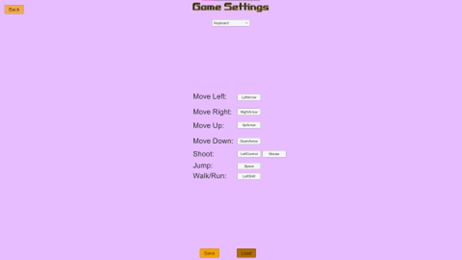 Game Settings
Back
Keyboard
Move Left: LeftArrow
Move Right: RightArrow
Move Up: UpArrow
Move Down: DownArrow
Shoot: LeftControl Mouse
Jump: Space
Walk/Run: LeftShift
Save Load